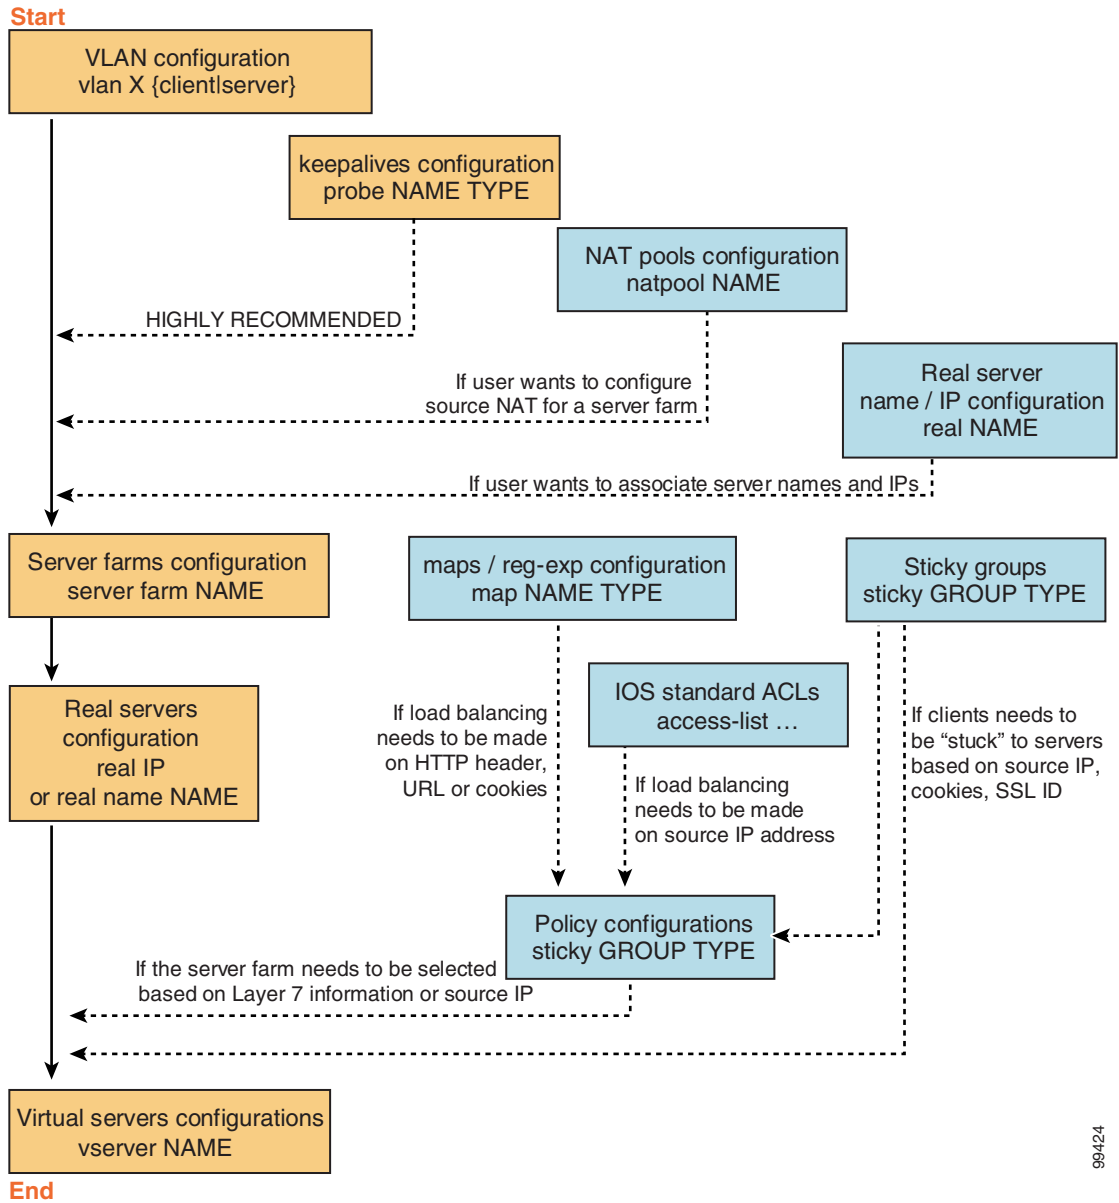 Start
VLAN configuration
vlan X {client|server}
keepalives configuration
probe NAME TYPE
NAT pools configuration
natpool NAME
HIGHLY RECOMMENDED
If user wants to configure
source NAT for a server farm
Real server
name / IP configuration
real NAME
If user wants to associate server names and IPs
Server farms configuration
server farm NAME
maps / reg-exp configuration
map NAME TYPE
Sticky groups
sticky GROUP TYPE
Real servers
configuration
real IP
or real name NAME
IOS standard ACLs
access-list …
If load balancing
needs to be made
on HTTP header,
URL or cookies
If load balancing
needs to be made
on source IP address
If clients needs to
be “stuck” to servers
based on source IP,
cookies, SSL ID
Policy configurations
sticky GROUP TYPE
If the server farm needs to be selected
based on Layer 7 information or source IP
Virtual servers configurations
vserver NAME
End
99424